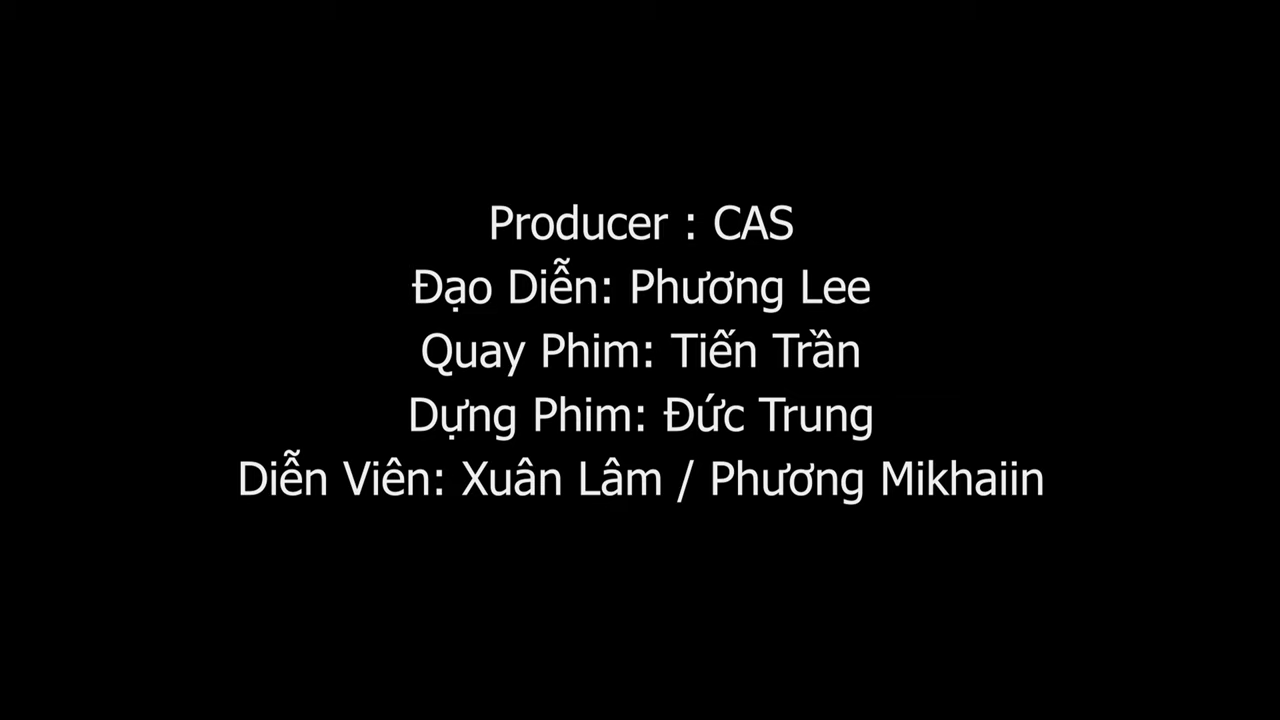 Producer : CAS
Đạo Diễn: Phương Lee
Quay Phim: Tiến Trần
Dựng Phim: Đức Trung
Diễn Viên: Xuân Lâm / Phương Mikhaiin